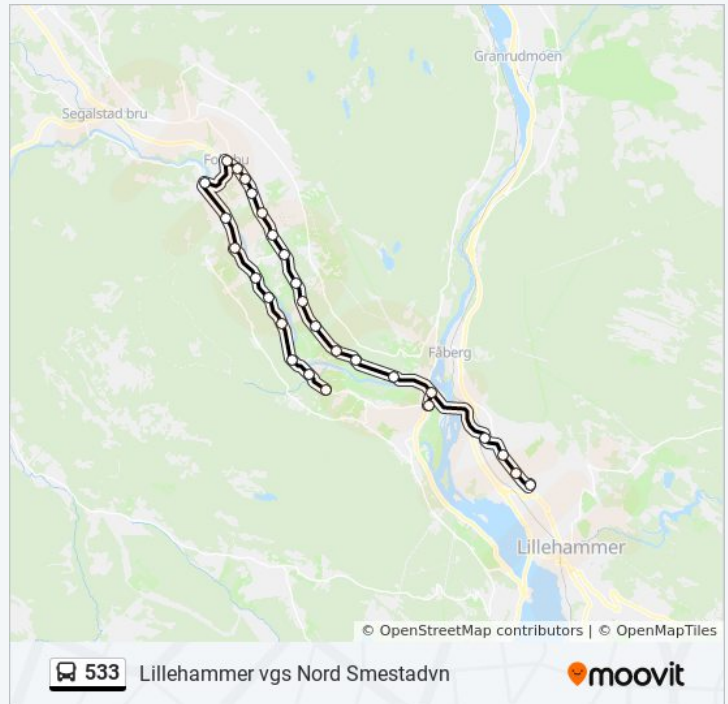 Granrudmoen
Segalstad bru
Fåberg
Lillehammer
© OpenStreetMap contributors | © OpenMapTiles
533 Lillehammer vgs Nord Smestadvn
moovit